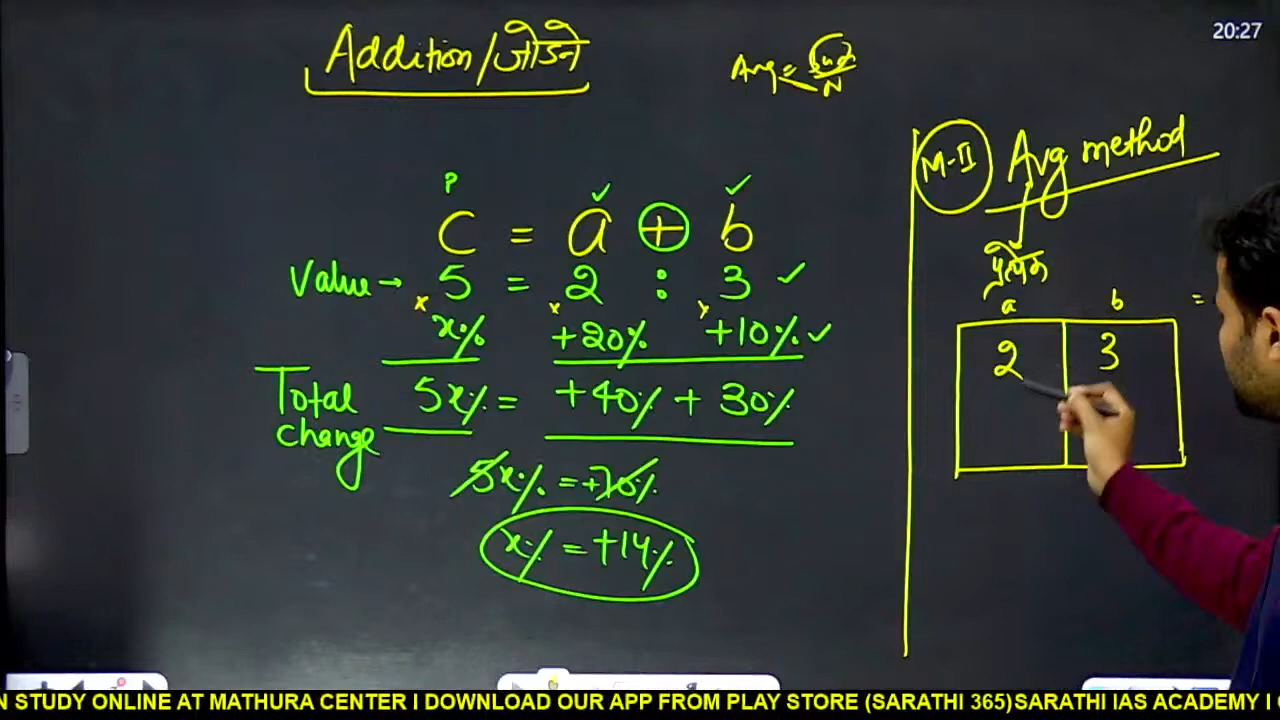 20:27
Addition/जोडने
Avg =
N
P
C = a + b
Value → 5 = 2 : 3
x x x
x% +20% +10%
Total change 5x% = +40% + 30%
5x% = +70%
x% = +14%
M-II Avg method
प्रत्येक
a b
=
2 3
N STUDY ONLINE AT MATHURA CENTER I DOWNLOAD OUR APP FROM PLAY STORE (SARATHI 365)SARATHI IAS ACADEMY I